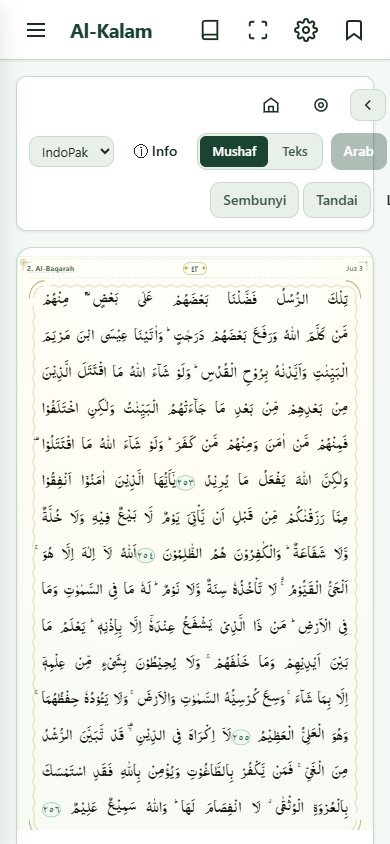 Al-Kalam
IndoPak Info Mushaf Teks Arab
Sembunyi Tandai
2. Al-Baqarah ٤٢ Juz 3
تِلْكَ الرُّسُلُ فَضَّلْنَا بَعْضَهُمْ عَلٰى بَعْضٍ ۘ مِنْهُمْ
مَّنْ كَلَّمَ اللّٰهُ وَرَفَعَ بَعْضَهُمْ دَرَجٰتٍ ؕ وَاٰتَيْنَا عِيْسَى ابْنَ مَرْيَمَ
الْبَيِّنٰتِ وَاَيَّدْنٰهُ بِرُوْحِ الْقُدُسِ ؕ وَلَوْ شَآءَ اللّٰهُ مَا اقْتَتَلَ الَّذِيْنَ
مِنْۢ بَعْدِهِمْ مِّنْۢ بَعْدِ مَا جَآءَتْهُمُ الْبَيِّنٰتُ وَلٰكِنِ اخْتَلَفُوْا
فَمِنْهُمْ مَّنْ اٰمَنَ وَمِنْهُمْ مَّنْ كَفَرَ ؕ وَلَوْ شَآءَ اللّٰهُ مَا اقْتَتَلُوْا ۟
وَلٰكِنَّ اللّٰهَ يَفْعَلُ مَا يُرِيْدُ ٢٥٣ يٰٓاَيُّهَا الَّذِيْنَ اٰمَنُوْۤا اَنْفِقُوْا
مِمَّا رَزَقْنٰكُمْ مِّنْ قَبْلِ اَنْ يَّاْتِيَ يَوْمٌ لَّا بَيْعٌ فِيْهِ وَلَا خُلَّةٌ
وَّلَا شَفَاعَةٌ ؕ وَالْكٰفِرُوْنَ هُمُ الظّٰلِمُوْنَ ٢٥٤ اَللّٰهُ لَاۤ اِلٰهَ اِلَّا هُوَ ۚ
اَلْحَيُّ الْقَيُّوْمُ ۚ لَا تَاْخُذُهٗ سِنَةٌ وَّلَا نَوْمٌ ؕ لَهٗ مَا فِى السَّمٰوٰتِ وَمَا
فِى الْاَرْضِ ؕ مَنْ ذَا الَّذِيْ يَشْفَعُ عِنْدَهٗۤ اِلَّا بِاِذْنِهٖ ؕ يَعْلَمُ مَا
بَيْنَ اَيْدِيْهِمْ وَمَا خَلْفَهُمْ ۚ وَلَا يُحِيْطُوْنَ بِشَيْءٍ مِّنْ عِلْمِهٖۤ
اِلَّا بِمَا شَآءَ ۚ وَسِعَ كُرْسِيُّهُ السَّمٰوٰتِ وَالْاَرْضَ ۚ وَلَا يَـُٔوْدُهٗ حِفْظُهُمَا ۚ
وَهُوَ الْعَلِيُّ الْعَظِيْمُ ٢٥٥ لَاۤ اِكْرَاهَ فِى الدِّيْنِ ۙ قَدْ تَّبَيَّنَ الرُّشْدُ
مِنَ الْغَيِّ ۚ فَمَنْ يَّكْفُرْ بِالطَّاغُوْتِ وَيُؤْمِنْۢ بِاللّٰهِ فَقَدِ اسْتَمْسَكَ
بِالْعُرْوَةِ الْوُثْقٰى ۗ لَا انْفِصَامَ لَهَا ؕ وَاللّٰهُ سَمِيْعٌ عَلِيْمٌ ٢٥٦